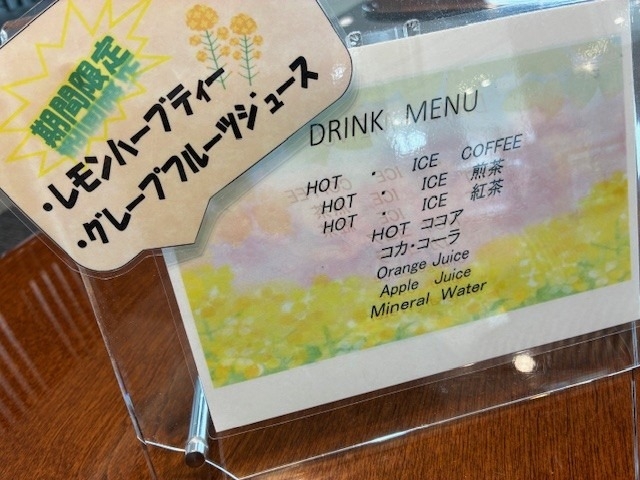 期間限定
・レモンハーブティー
・グレープフルーツジュース
DRINK MENU
HOT ・ ICE COFFEE
HOT ・ ICE 煎茶
HOT ・ ICE 紅茶
HOT ココア
コカ・コーラ
Orange Juice
Apple Juice
Mineral Water